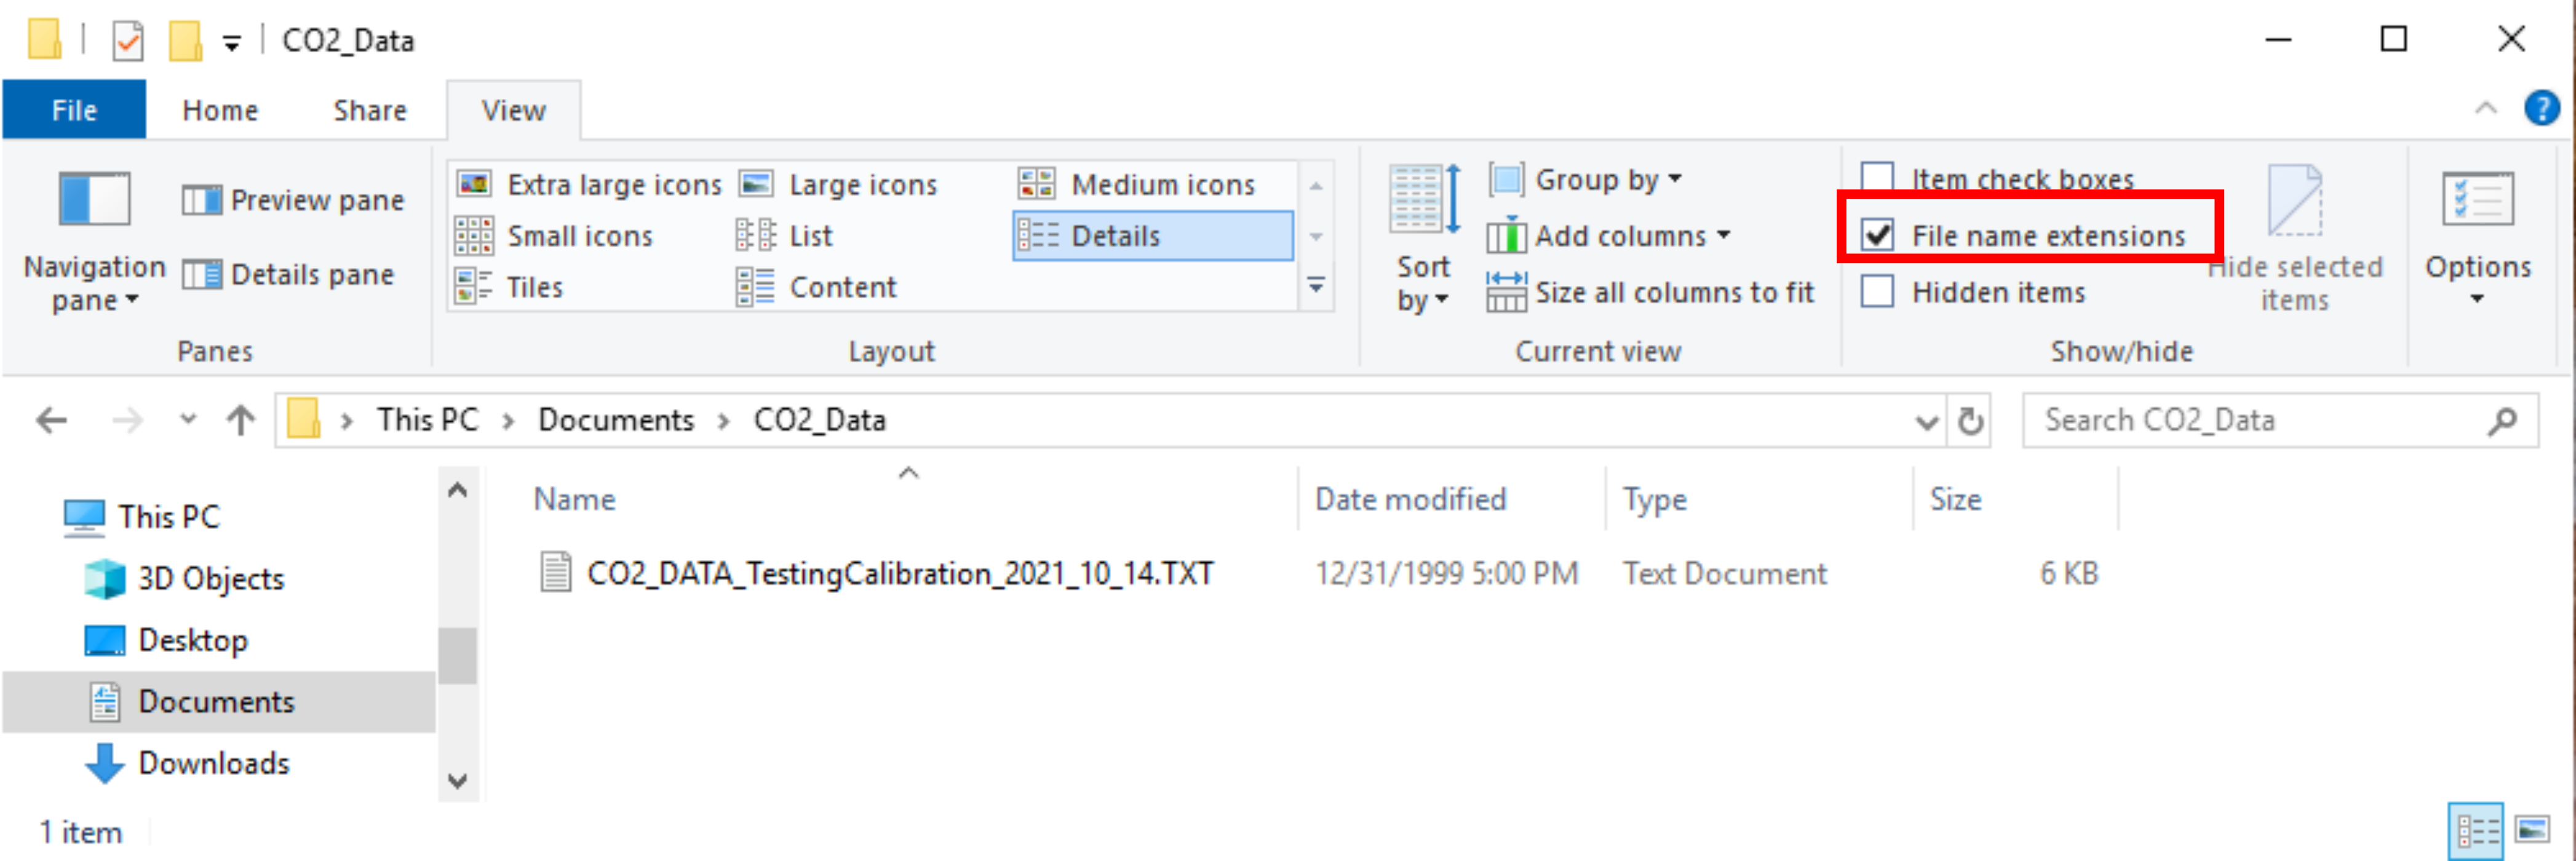 CO2_Data
File Home Share View
Navigation pane
Preview pane
Details pane
Panes
Extra large icons Large icons Medium icons
Small icons List Details
Tiles Content
Layout
Sort by
Group by
Add columns
Size all columns to fit
Current view
Item check boxes
File name extensions
Hidden items
Hide selected items
Show/hide
Options
This PC Documents CO2_Data
Search CO2_Data
This PC
3D Objects
Desktop
Documents
Downloads
Name Date modified Type Size
CO2_DATA_TestingCalibration_2021_10_14.TXT 12/31/1999 5:00 PM Text Document 6 KB
1 item